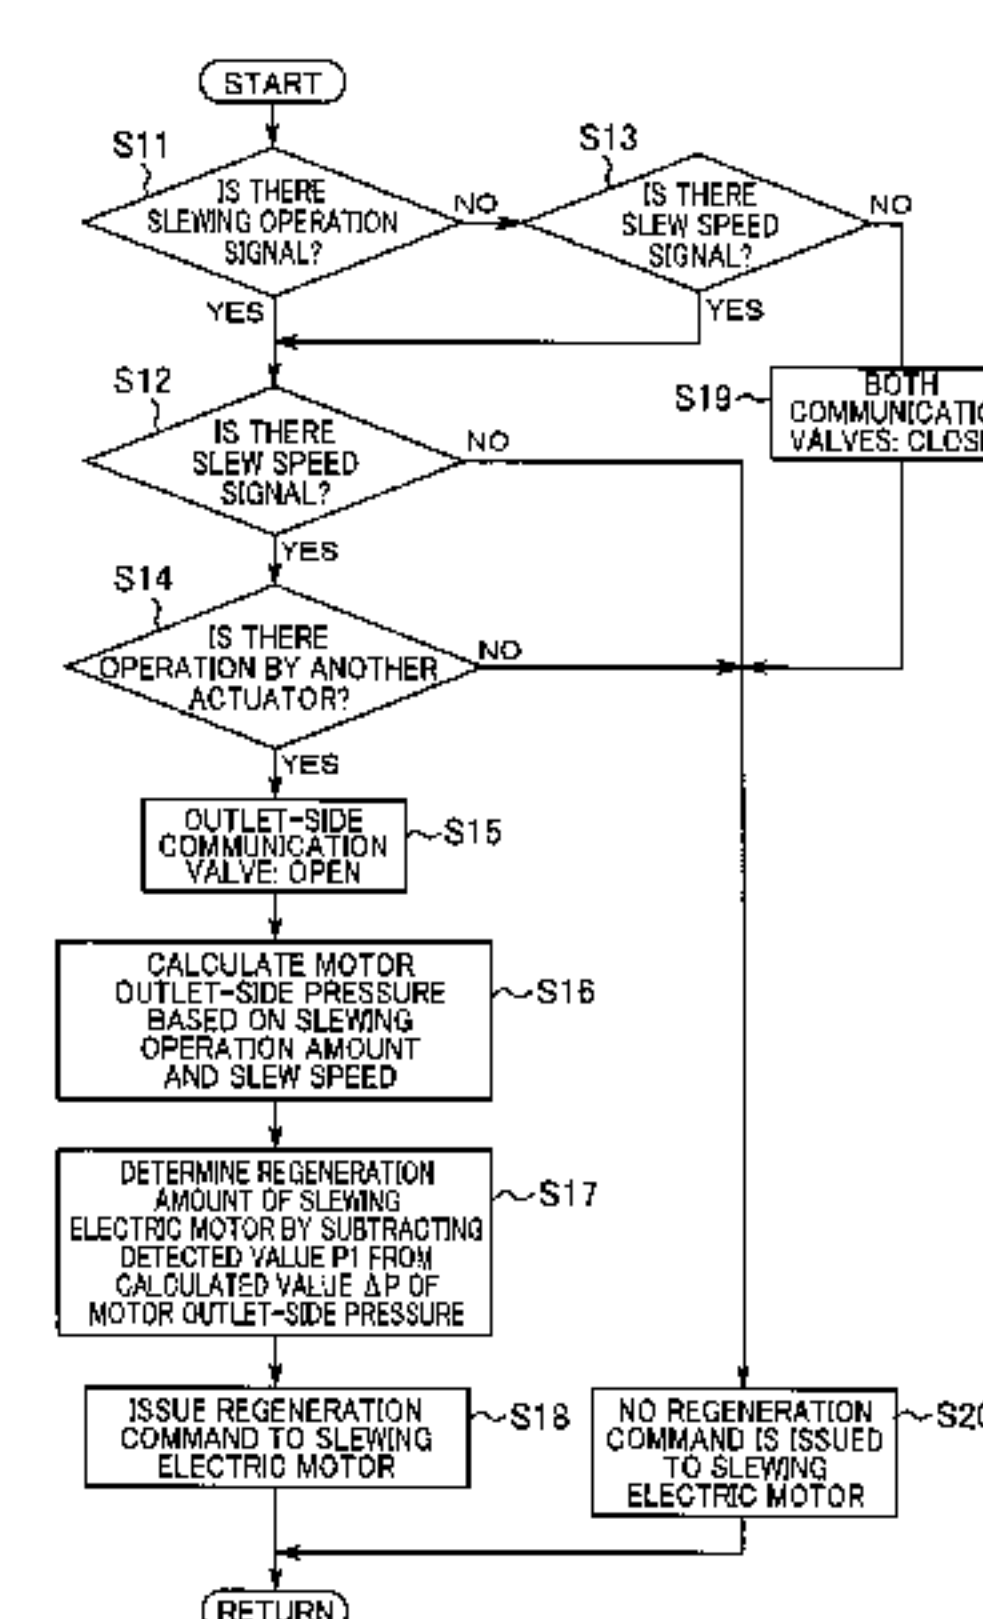 START
S11
IS THERE
SLEWING OPERATION
SIGNAL?
NO
YES
S13
IS THERE
SLEW SPEED
SIGNAL?
NO
YES
S19
BOTH
COMMUNICATIO
VALVES: CLOSE
S12
IS THERE
SLEW SPEED
SIGNAL?
NO
YES
S14
IS THERE
OPERATION BY ANOTHER
ACTUATOR?
NO
YES
OUTLET-SIDE
COMMUNICATION
VALVE: OPEN
S15
CALCULATE MOTOR
OUTLET-SIDE PRESSURE
BASED ON SLEWING
OPERATION AMOUNT
AND SLEW SPEED
S16
DETERMINE REGENERATION
AMOUNT OF SLEWING
ELECTRIC MOTOR BY SUBTRACTING
DETECTED VALUE P1 FROM
CALCULATED VALUE ΔP OF
MOTOR OUTLET-SIDE PRESSURE
S17
ISSUE REGENERATION
COMMAND TO SLEWING
ELECTRIC MOTOR
S18
NO REGENERATION
COMMAND IS ISSUED
TO SLEWING
ELECTRIC MOTOR
S20
RETURN